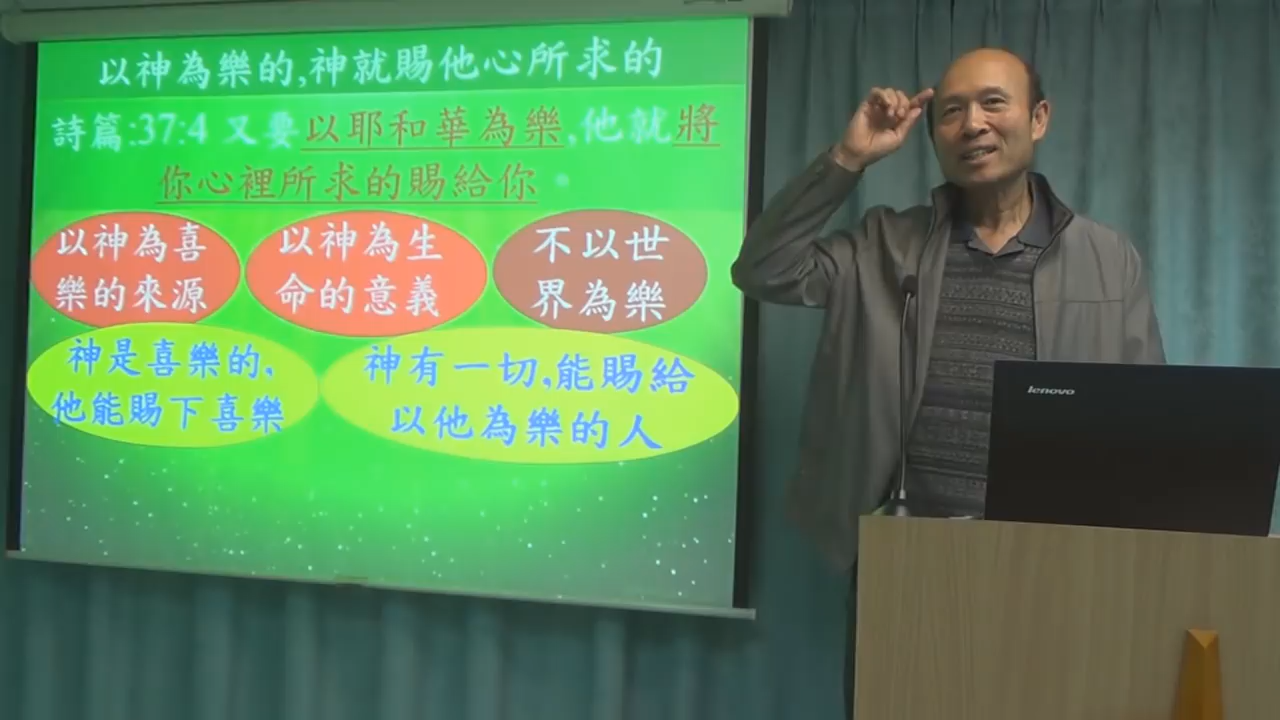 以神為樂的,神就賜他心所求的
詩篇:37:4 又要以耶和華為樂,他就將
你心裡所求的賜給你。
以神為喜
樂的來源
以神為生
命的意義
不以世
界為樂
神是喜樂的,
他能賜下喜樂
神有一切,能賜給
以他為樂的人
lenovo